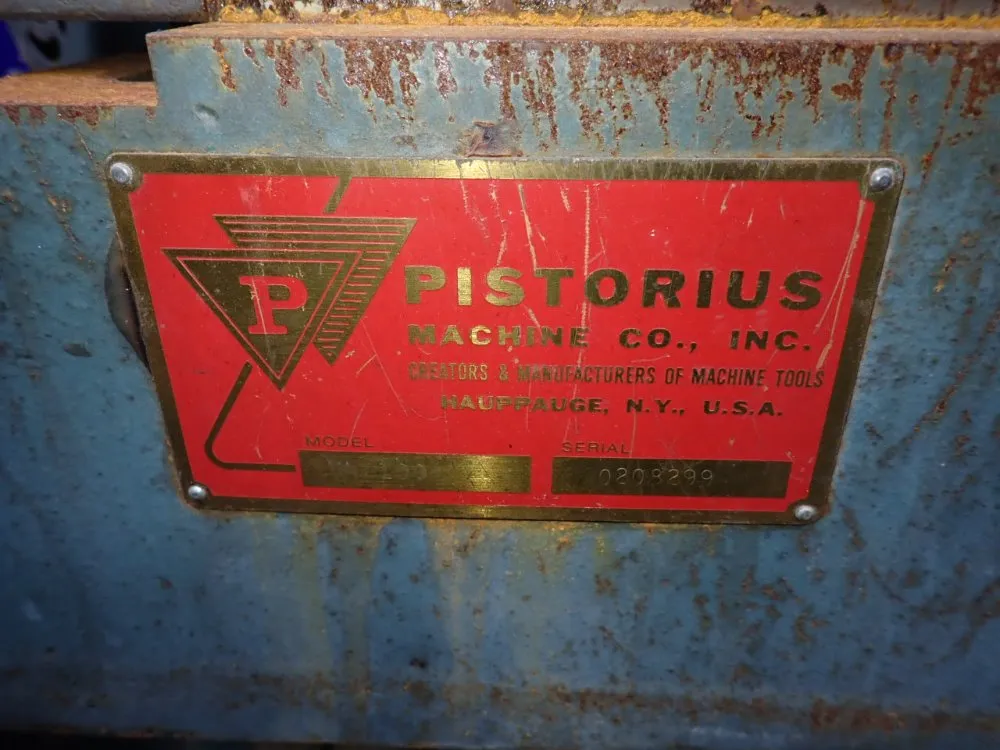 P
PISTORIUS
MACHINE CO., INC.
CREATORS & MANUFACTURERS OF MACHINE TOOLS
HAUPPAUGE, N.Y., U.S.A.
MODEL
SERIAL
0208299